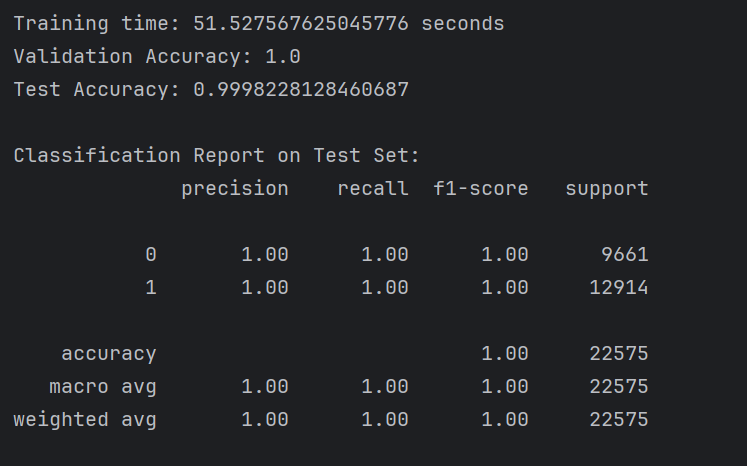 Training time: 51.527567625045776 seconds
Validation Accuracy: 1.0
Test Accuracy: 0.9998228128460687
Classification Report on Test Set:
precision recall f1-score support
0 1.00 1.00 1.00 9661
1 1.00 1.00 1.00 12914
accuracy 1.00 22575
macro avg 1.00 1.00 1.00 22575
weighted avg 1.00 1.00 1.00 22575